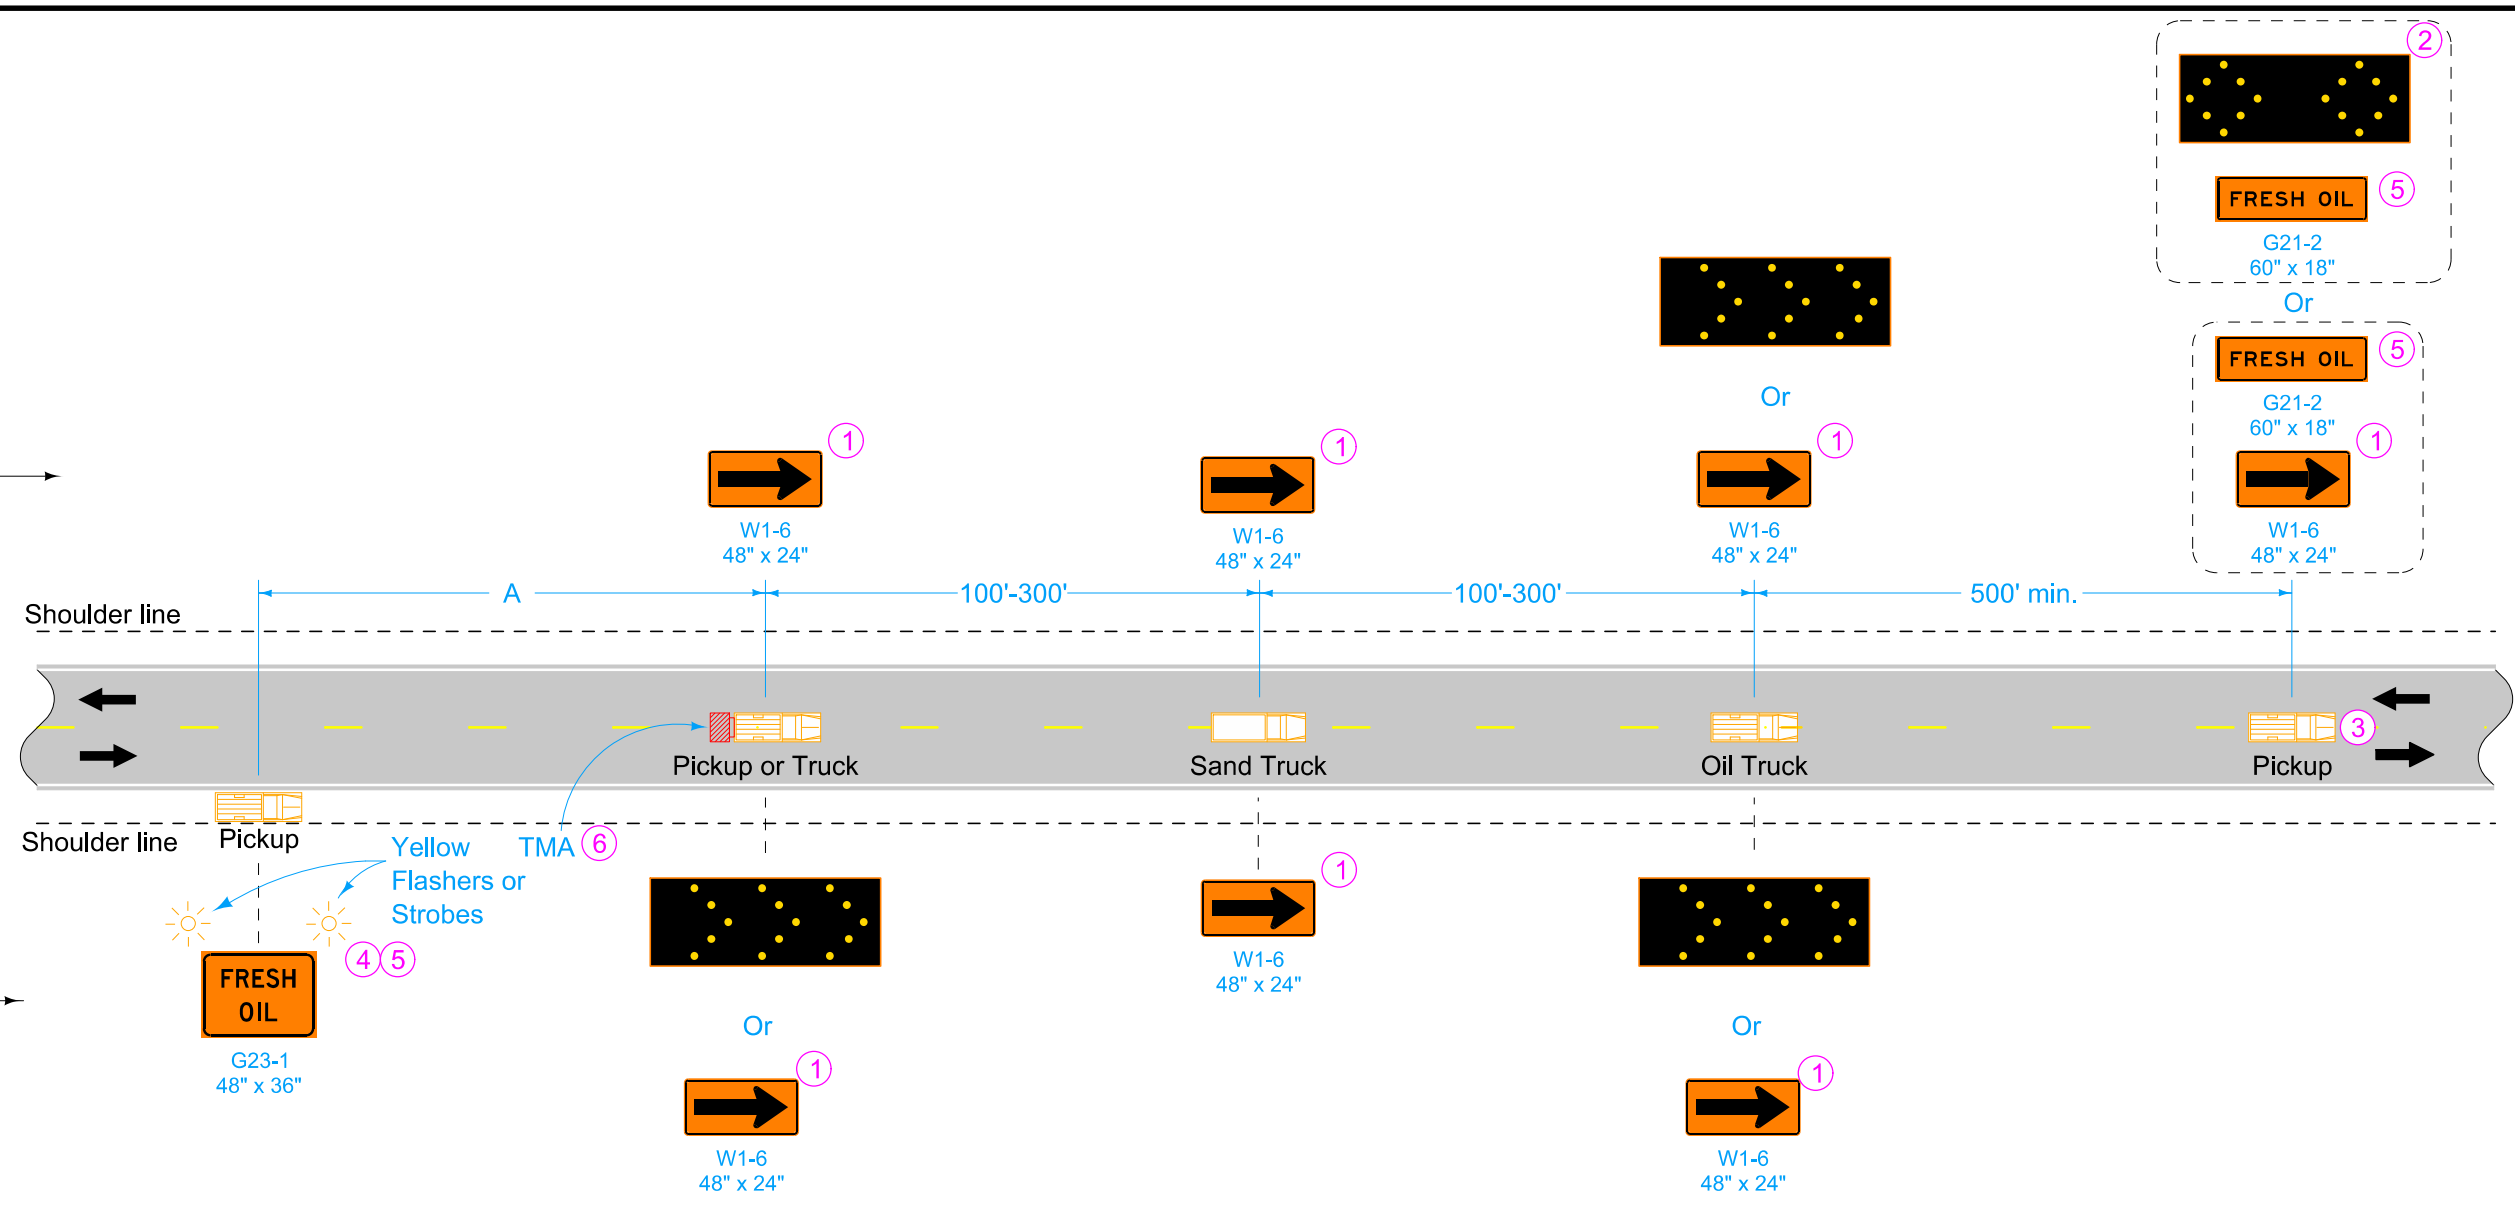 2
FRESH OIL
5
G21-2
60" x 18"
Or
FRESH OIL
5
G21-2
60" x 18"
Or
1
1
1
1
W1-6
48" x 24"
W1-6
48" x 24"
W1-6
48" x 24"
W1-6
48" x 24"
A
100'-300'
100'-300'
500' min.
Shoulder line
3
Pickup or Truck
Sand Truck
Oil Truck
Pickup
Shoulder line
Pickup
Yellow
Flashers or
Strobes
TMA
6
1
4
5
FRESH
OIL
G23-1
48" x 36"
W1-6
48" x 24"
Or
Or
1
1
W1-6
48" x 24"
W1-6
48" x 24"